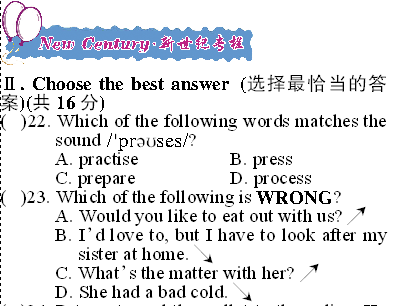 New Century·新世纪专程
Ⅱ. Choose the best answer (选择最恰当的答
案)(共 16 分)
( )22. Which of the following words matches the
sound /ˈprəʊses/?
A. practise B. press
C. prepare D. process
( )23. Which of the following is WRONG?
A. Would you like to eat out with us? ↗
B. I'd love to, but I have to look after my
sister at home. ↘
C. What's the matter with her? ↗
D. She had a bad cold. ↘